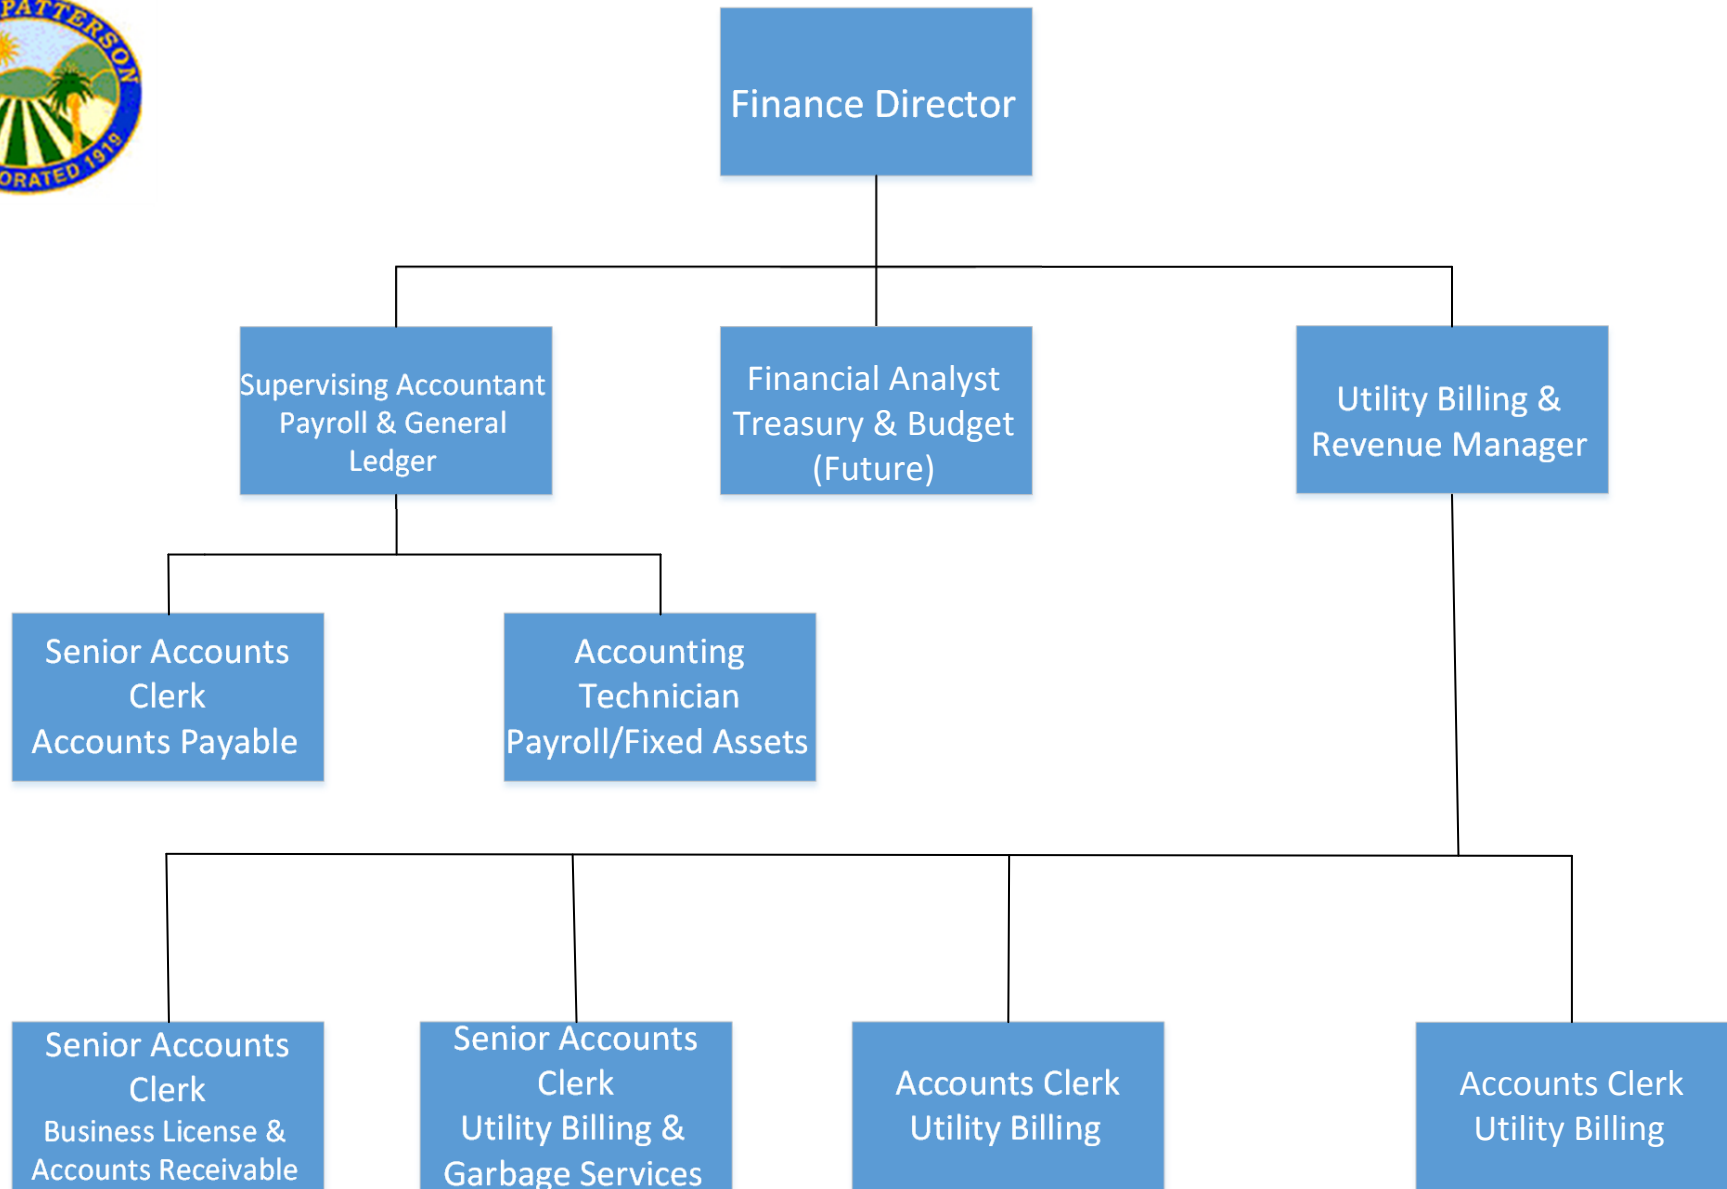 PATTERSON
ORATED 1919
Finance Director
Supervising Accountant
Payroll & General
Ledger
Financial Analyst
Treasury & Budget
(Future)
Utility Billing &
Revenue Manager
Senior Accounts
Clerk
Accounts Payable
Accounting
Technician
Payroll/Fixed Assets
Senior Accounts
Clerk
Business License &
Accounts Receivable
Senior Accounts
Clerk
Utility Billing &
Garbage Services
Accounts Clerk
Utility Billing
Accounts Clerk
Utility Billing